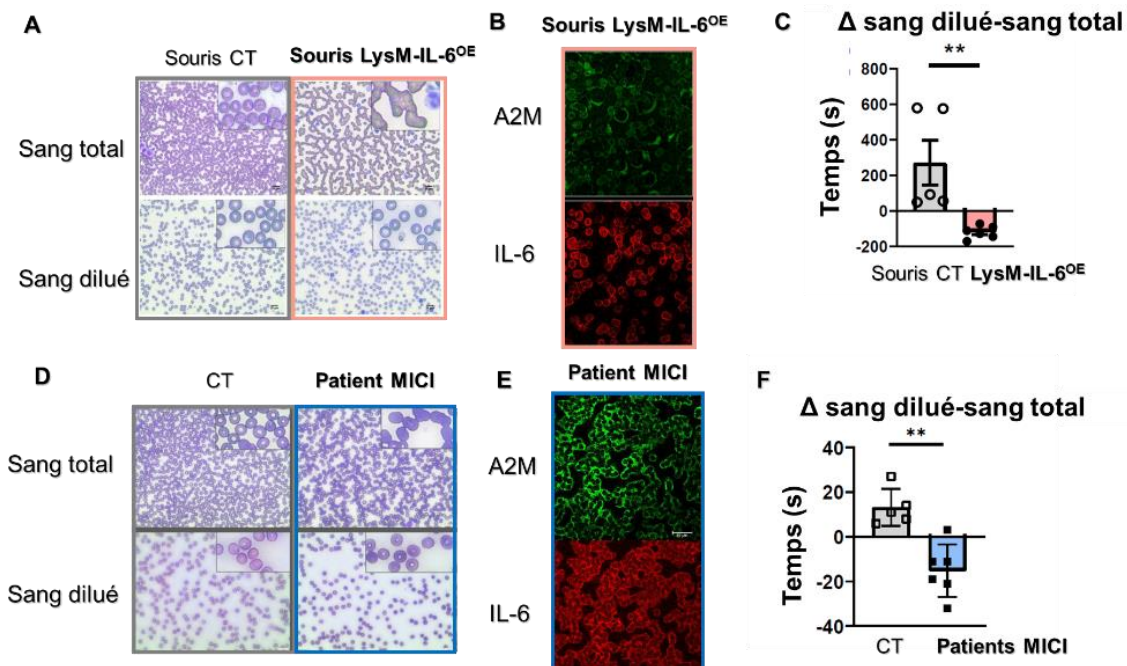 A
Souris CT
Souris LysM-IL-6OE
Sang total
Sang dilué
B
Souris LysM-IL-6OE
A2M
IL-6
C
Δ sang dilué-sang total
**
Temps (s)
800
600
400
200
0
-200
Souris CT LysM-IL-6OE
D
CT
Patient MICI
Sang total
Sang dilué
E
Patient MICI
A2M
IL-6
F
Δ sang dilué-sang total
**
Temps (s)
40
20
0
-20
-40
CT
Patients MICI